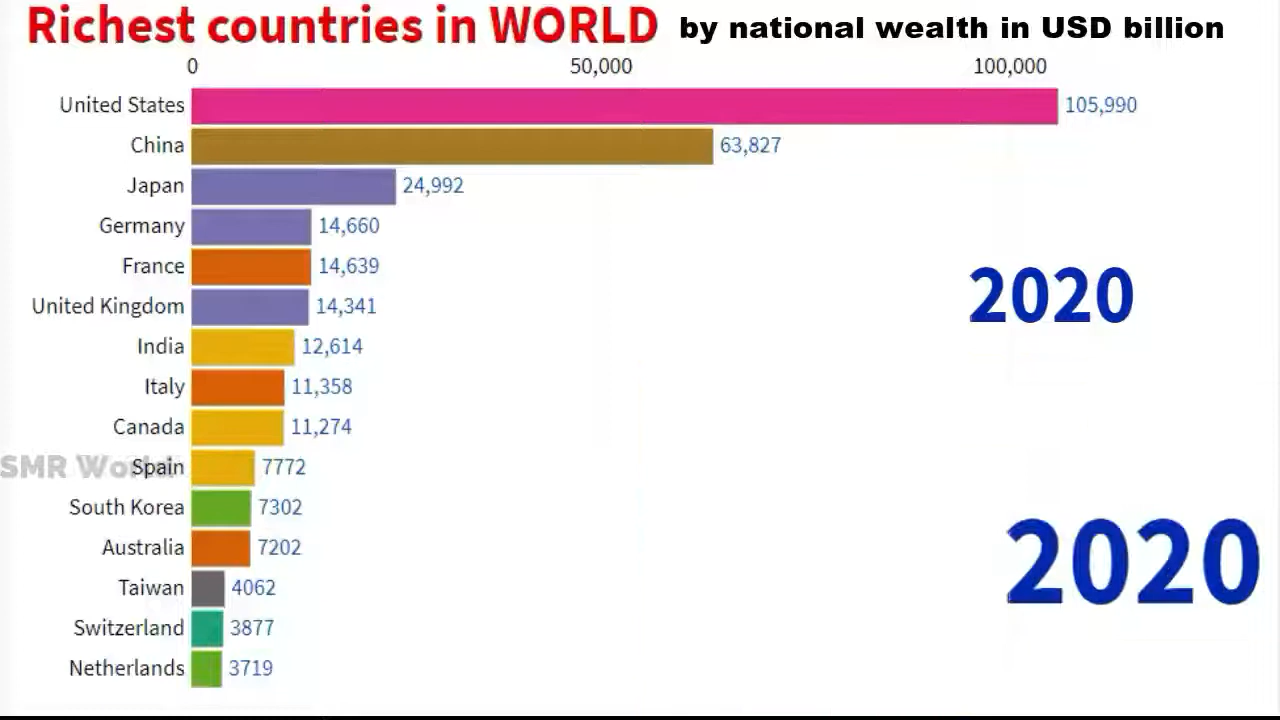 Richest countries in WORLD by national wealth in USD billion
0 50,000 100,000
United States 105,990
China 63,827
Japan 24,992
Germany 14,660
France 14,639
United Kingdom 14,341
India 12,614
Italy 11,358
Canada 11,274
SMR World
Spain 7772
South Korea 7302
Australia 7202
Taiwan 4062
Switzerland 3877
Netherlands 3719
2020
2020